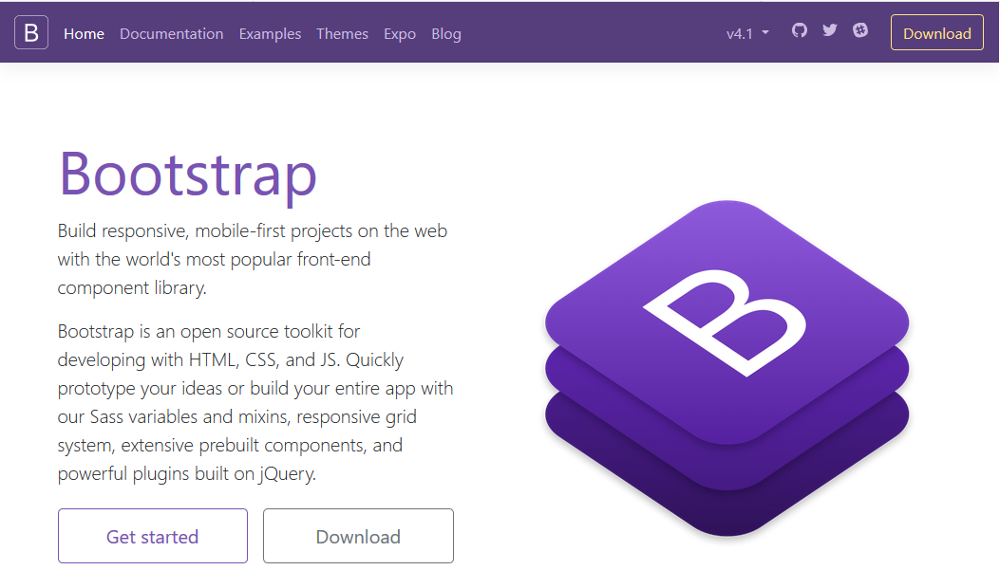 B Home Documentation Examples Themes Expo Blog v4.1 Download
Bootstrap
Build responsive, mobile-first projects on the web
with the world's most popular front-end
component library.
Bootstrap is an open source toolkit for
developing with HTML, CSS, and JS. Quickly
prototype your ideas or build your entire app with
our Sass variables and mixins, responsive grid
system, extensive prebuilt components, and
powerful plugins built on jQuery.
Get started Download
B